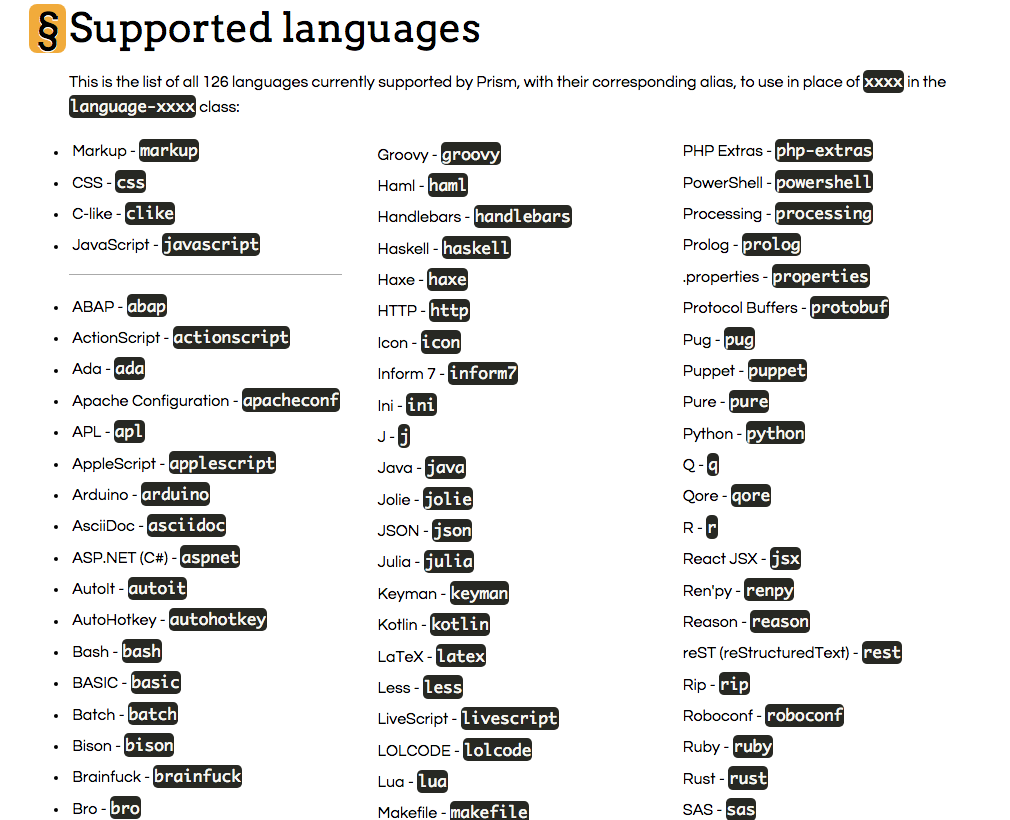 § Supported languages
This is the list of all 126 languages currently supported by Prism, with their corresponding alias, to use in place of xxxx in the
language-xxxx class:
Markup - markup
CSS - css
C-like - clike
JavaScript - javascript
ABAP - abap
ActionScript - actionscript
Ada - ada
Apache Configuration - apacheconf
APL - apl
AppleScript - applescript
Arduino - arduino
AsciiDoc - asciidoc
ASP.NET (C#) - aspnet
AutoIt - autoit
AutoHotkey - autohotkey
Bash - bash
BASIC - basic
Batch - batch
Bison - bison
Brainfuck - brainfuck
Bro - bro
Groovy - groovy
Haml - haml
Handlebars - handlebars
Haskell - haskell
Haxe - haxe
HTTP - http
Icon - icon
Inform 7 - inform7
Ini - ini
J - j
Java - java
Jolie - jolie
JSON - json
Julia - julia
Keyman - keyman
Kotlin - kotlin
LaTeX - latex
Less - less
LiveScript - livescript
LOLCODE - lolcode
Lua - lua
Makefile - makefile
PHP Extras - php-extras
PowerShell - powershell
Processing - processing
Prolog - prolog
.properties - properties
Protocol Buffers - protobuf
Pug - pug
Puppet - puppet
Pure - pure
Python - python
Q - q
Qore - qore
R - r
React JSX - jsx
Ren'py - renpy
Reason - reason
reST (reStructuredText) - rest
Rip - rip
Roboconf - roboconf
Ruby - ruby
Rust - rust
SAS - sas